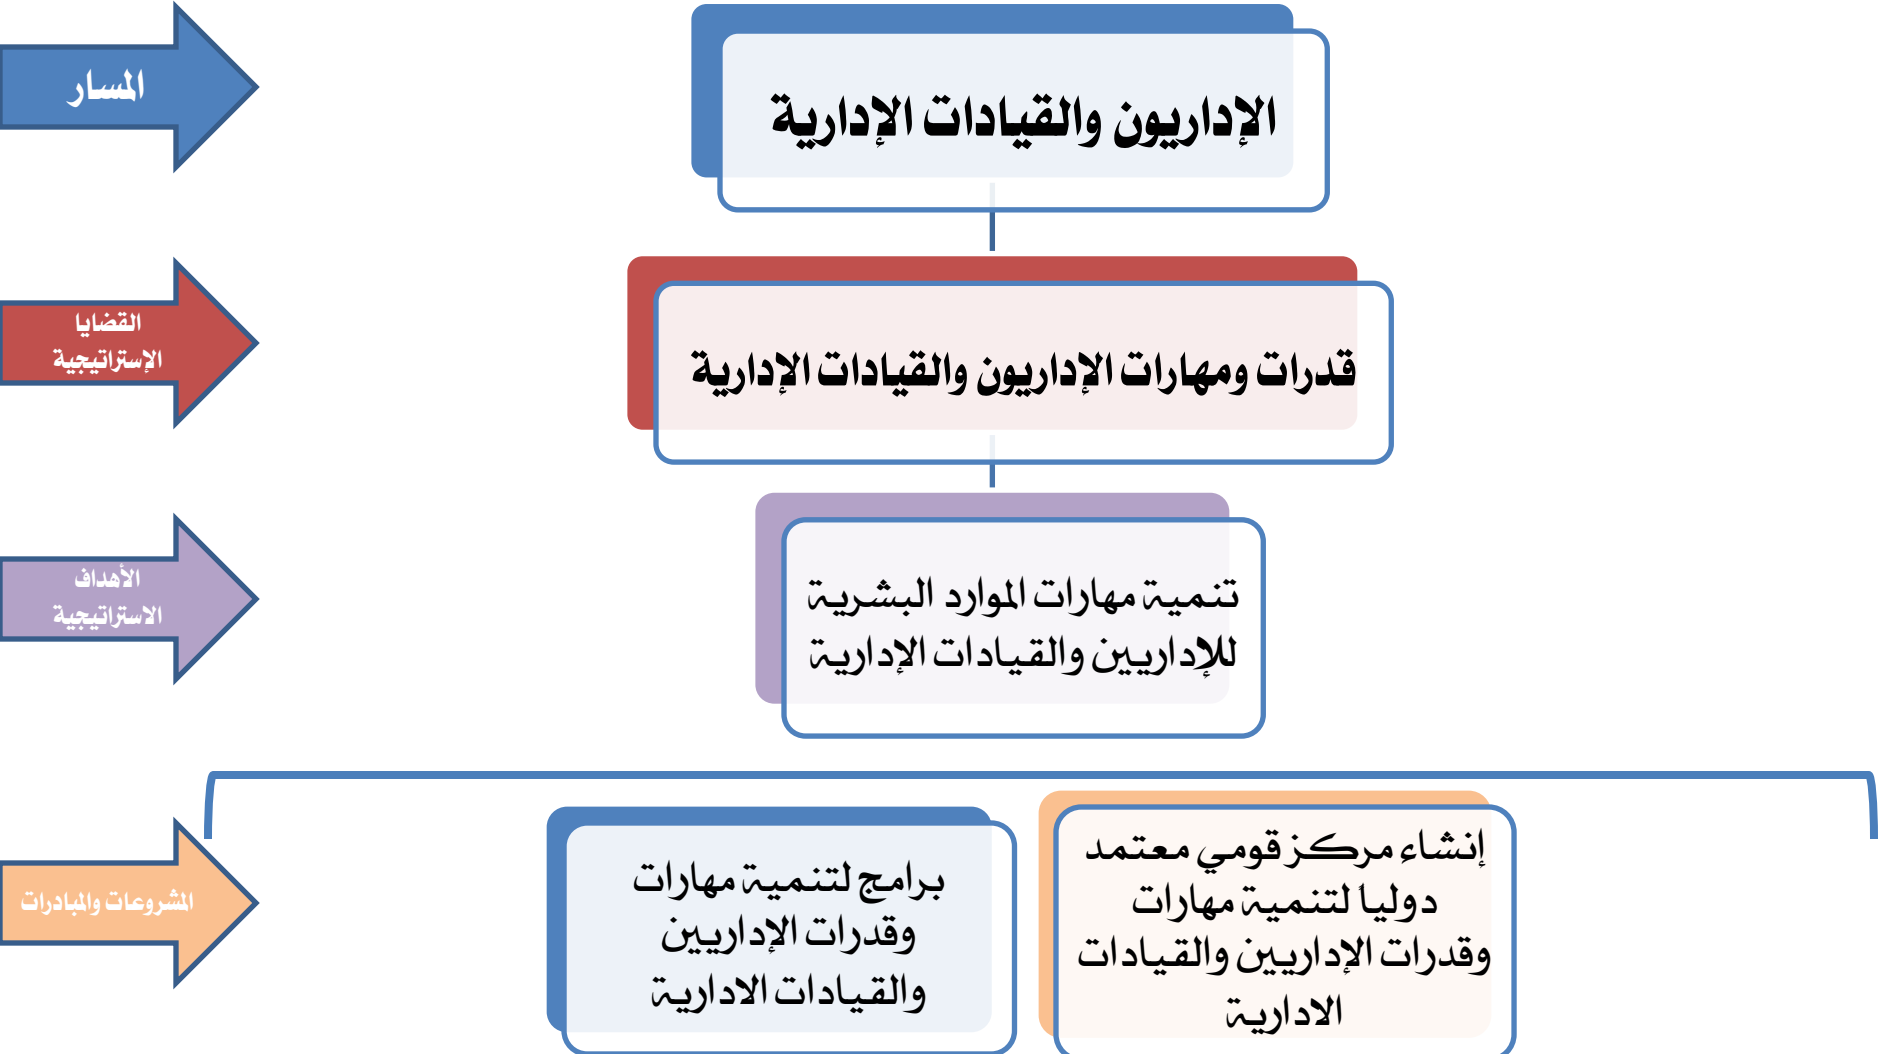 المسار
الإداريون والقيادات الإدارية
القضايا
الإستراتيجية
قدرات ومهارات الإداريون والقيادات الإدارية
الأهداف
الاستراتيجية
تنمية مهارات الموارد البشرية
للإداريين والقيادات الإدارية
المشروعات والمبادرات
إنشاء مركز قومي معتمد
دوليا لتنمية مهارات
وقدرات الإداريين والقيادات
الادارية
برامج لتنمية مهارات
وقدرات الإداريين
والقيادات الادارية